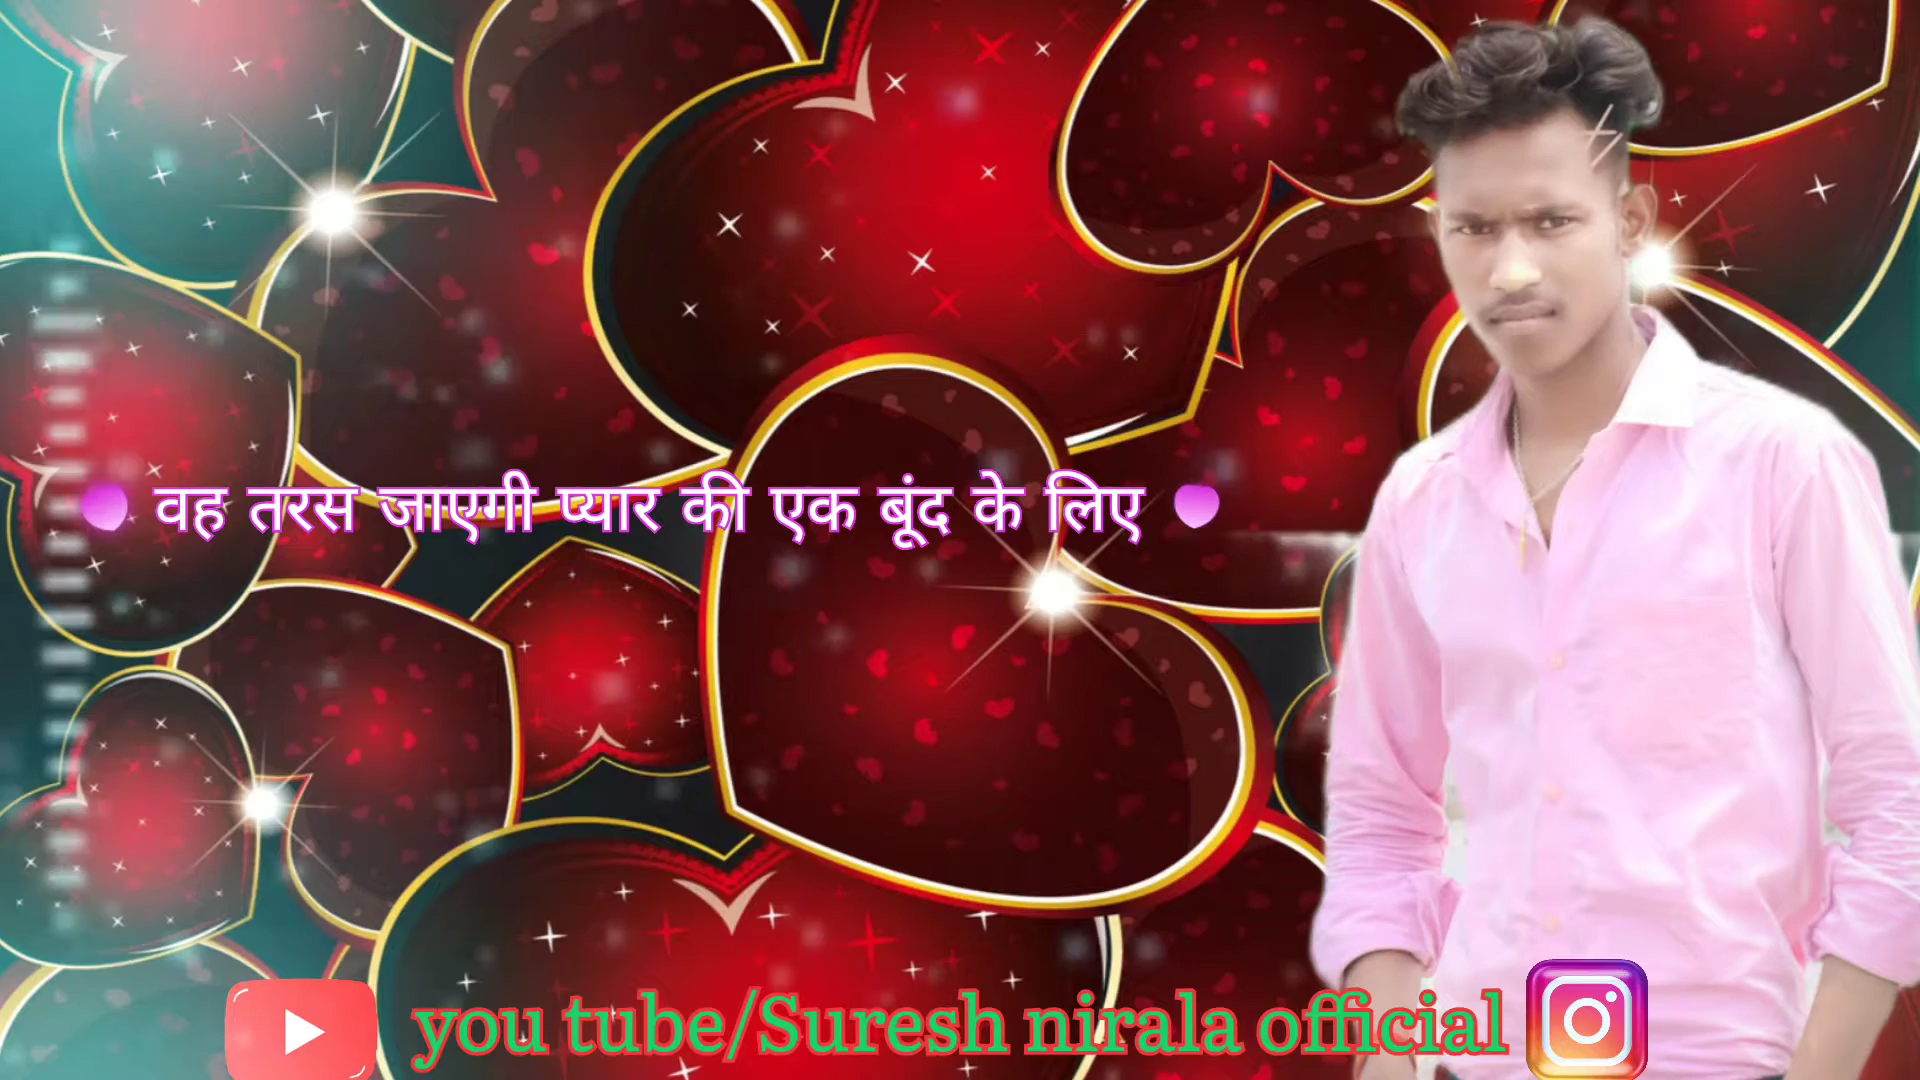 वह तरस जाएगी प्यार की एक बूंद के लिए
you tube/Suresh nirala official